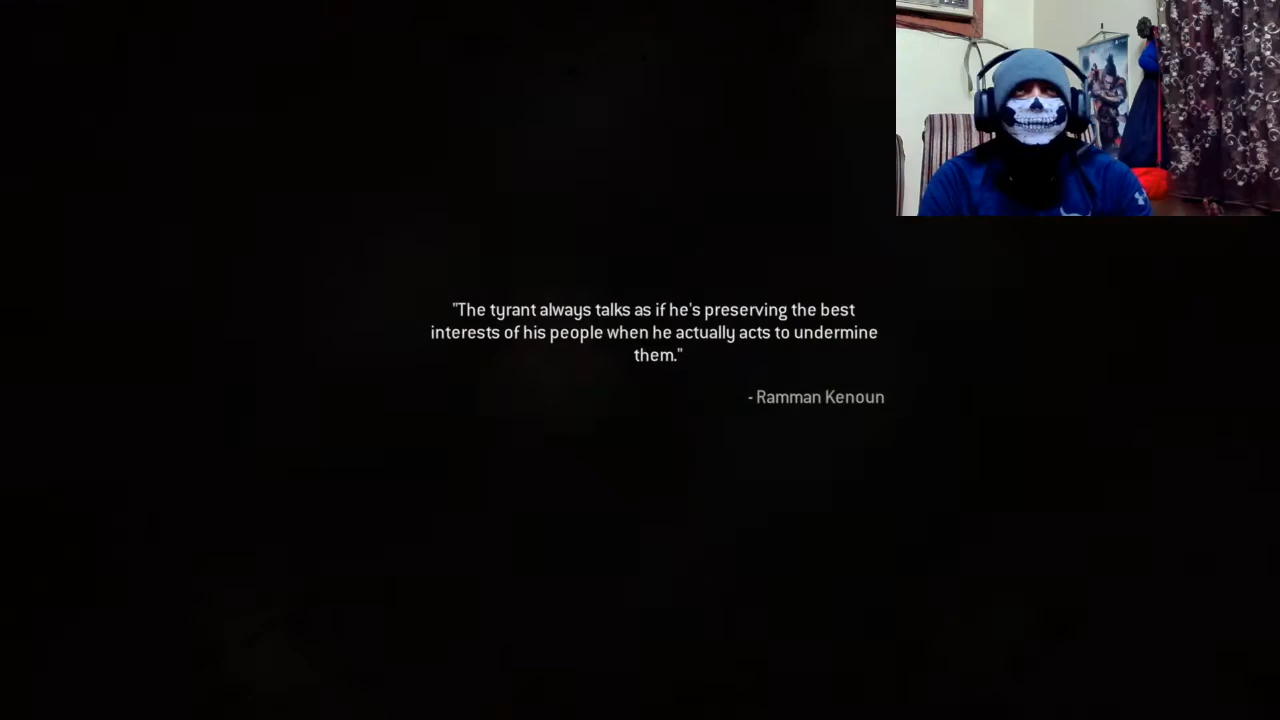 "The tyrant always talks as if he's preserving the best
interests of his people when he actually acts to undermine
them."
- Ramman Kenoun